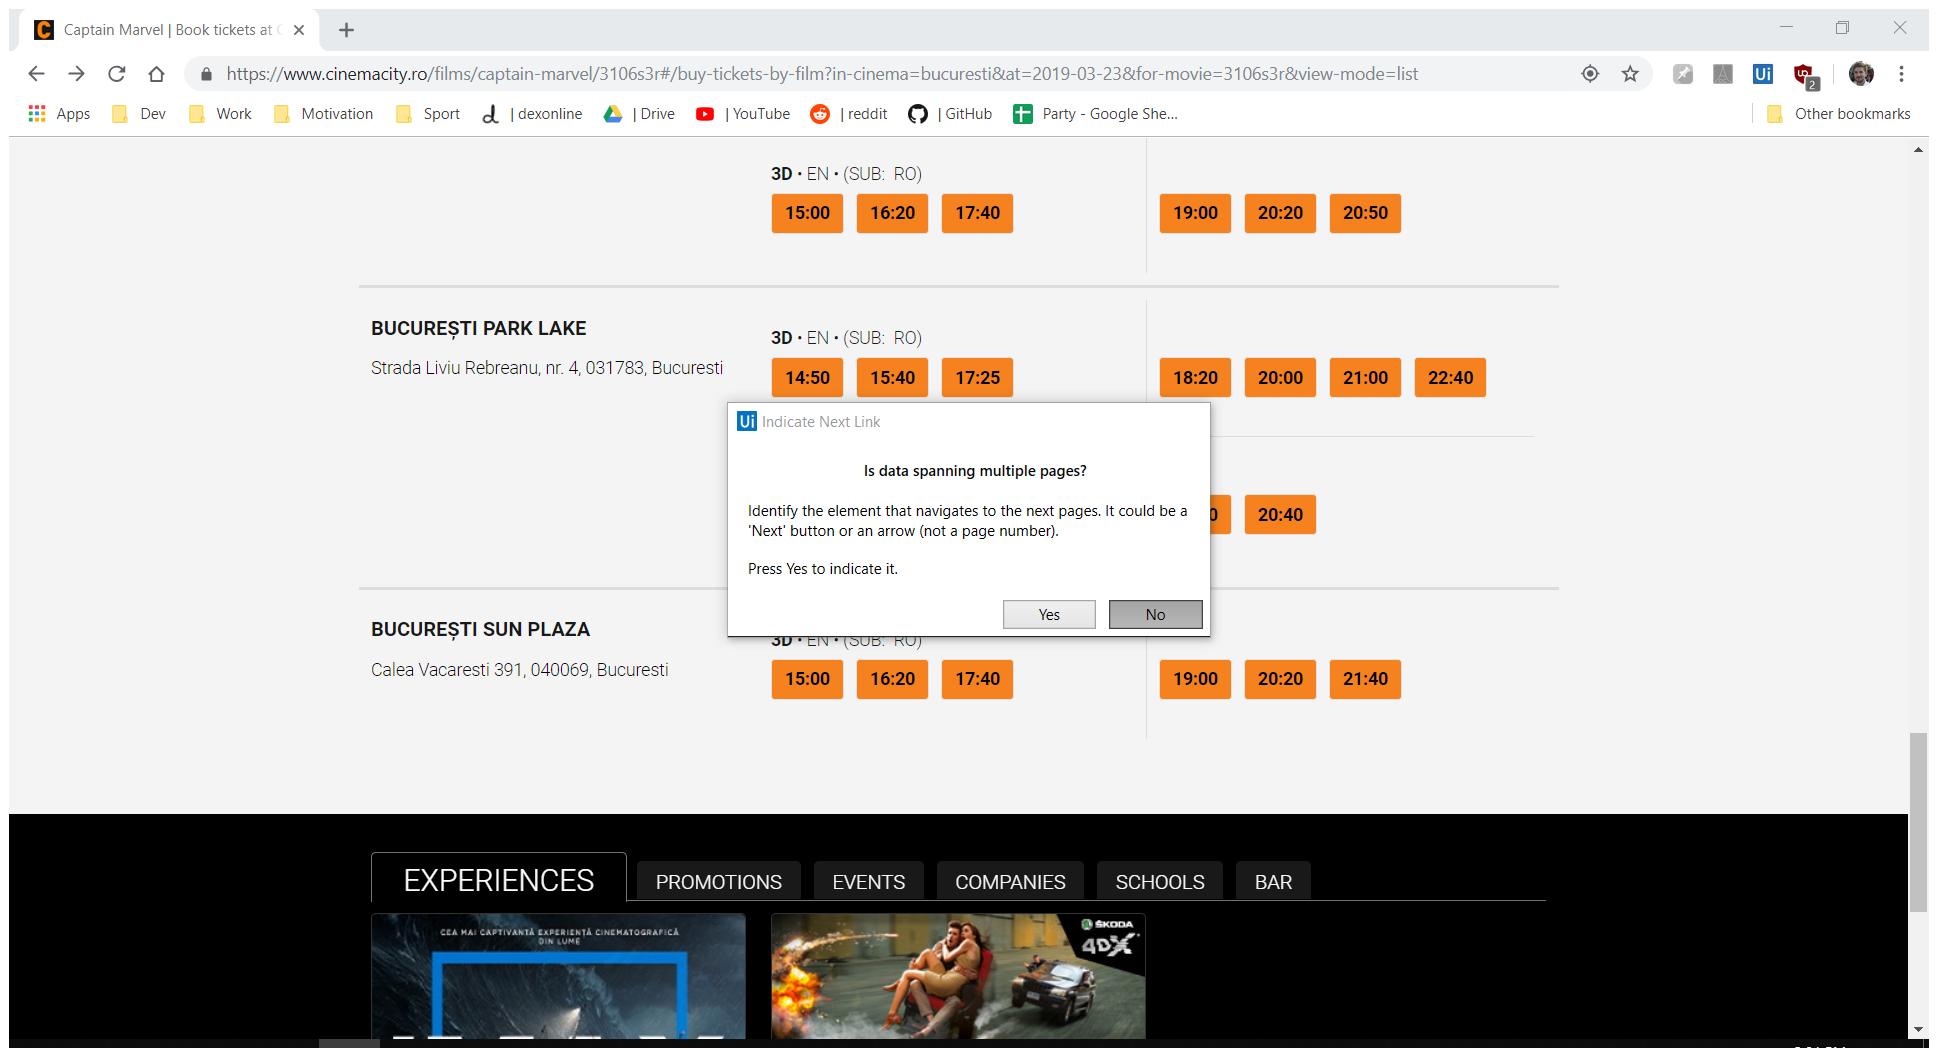 Captain Marvel | Book tickets at
https://www.cinemacity.ro/films/captain-marvel/3106s3r#/buy-tickets-by-film?in-cinema=bucuresti&at=2019-03-23&for-movie=3106s3r&view-mode=list
Ui
2
Apps Dev Work Motivation Sport | dexonline | Drive | YouTube | reddit | GitHub Party - Google She... Other bookmarks
3D • EN • (SUB: RO)
15:00 16:20 17:40 19:00 20:20 20:50
BUCUREȘTI PARK LAKE
3D • EN • (SUB: RO)
Strada Liviu Rebreanu, nr. 4, 031783, Bucuresti
14:50 15:40 17:25 18:20 20:00 21:00 22:40
Ui Indicate Next Link
Is data spanning multiple pages?
Identify the element that navigates to the next pages. It could be a
'Next' button or an arrow (not a page number).
Press Yes to indicate it.
Yes No
0 20:40
BUCUREȘTI SUN PLAZA
3D • EN • (SUB: RO)
Calea Vacaresti 391, 040069, Bucuresti
15:00 16:20 17:40 19:00 20:20 21:40
EXPERIENCES PROMOTIONS EVENTS COMPANIES SCHOOLS BAR
CEA MAI CAPTIVANTĂ EXPERIENȚĂ CINEMATOGRAFICĂ
DIN LUME
ŠKODA
4DX